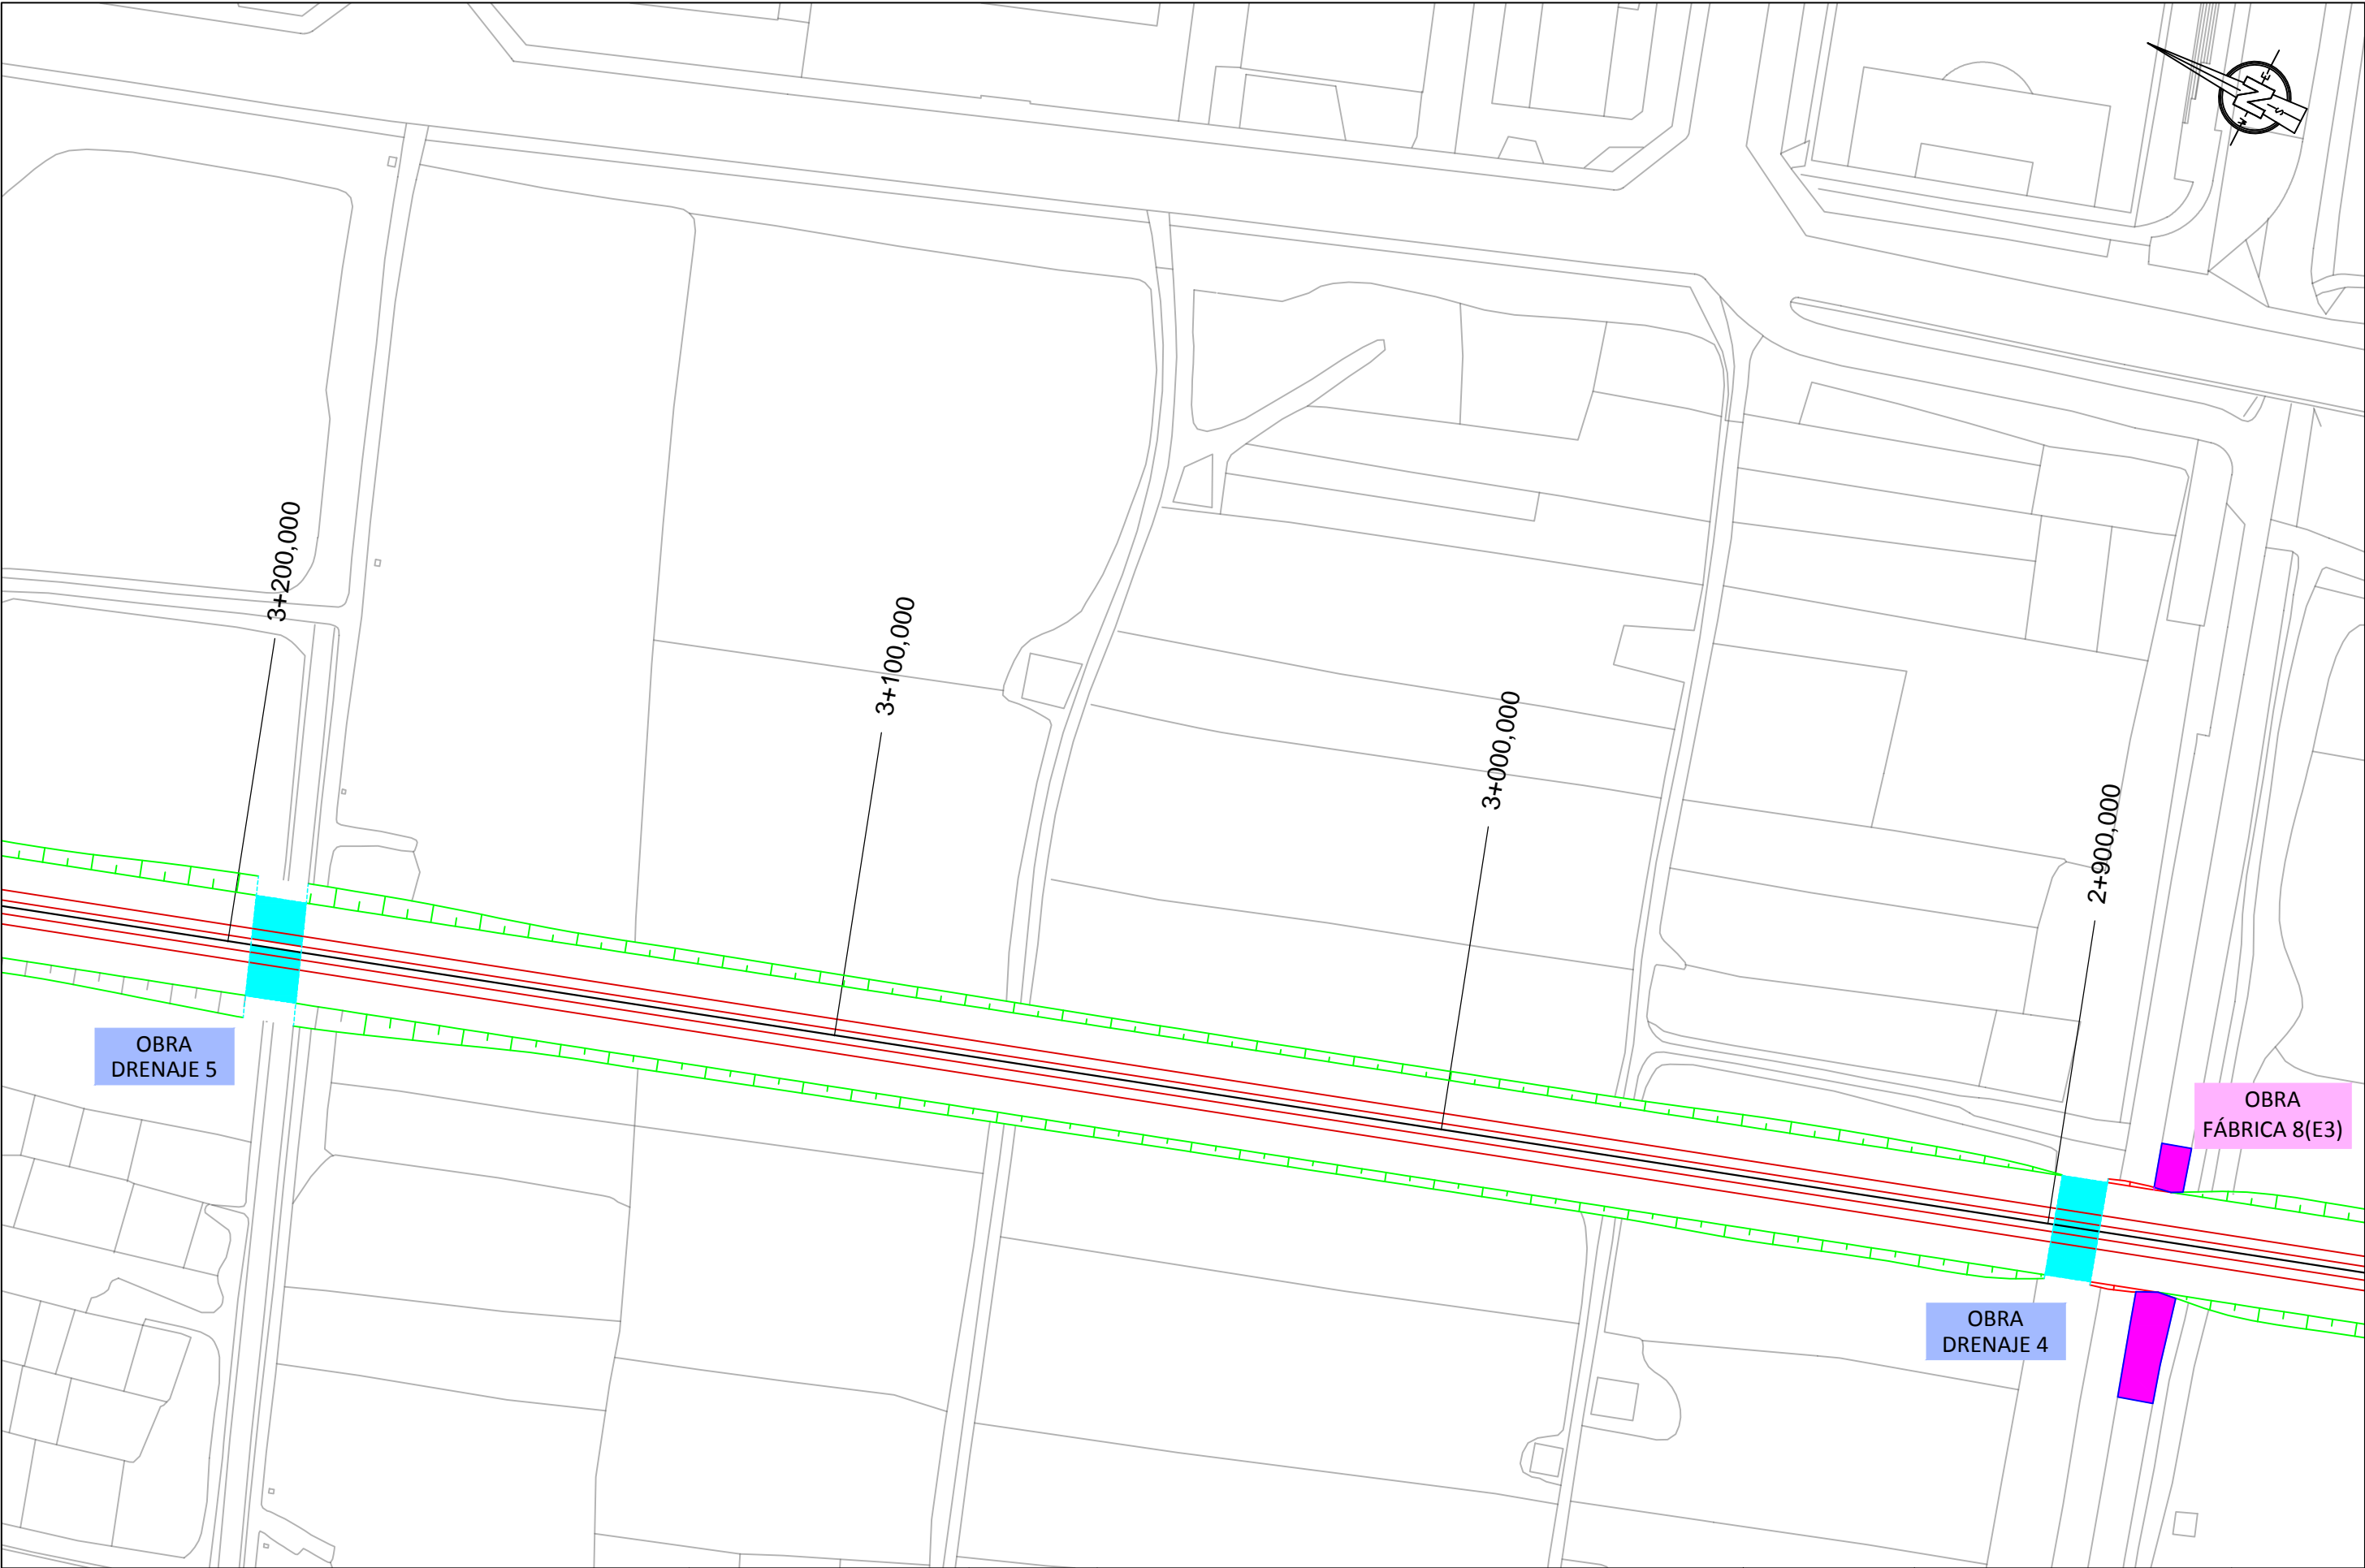 N
E
S
W
3+200,000
3+100,000
3+000,000
2+900,000
OBRA
DRENAJE 5
OBRA
FÁBRICA 8(E3)
OBRA
DRENAJE 4